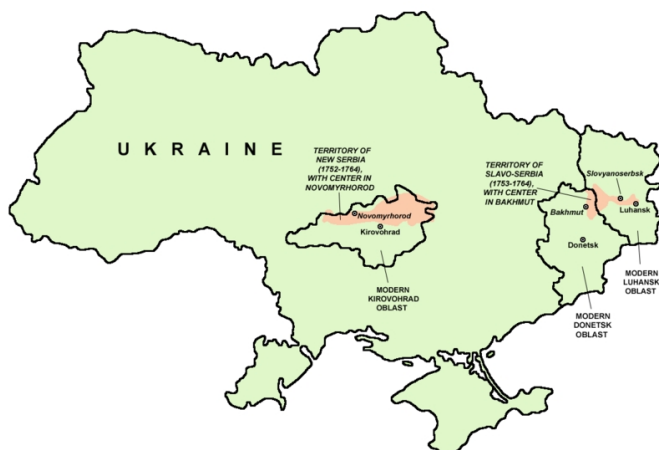 U K R A I N E
TERRITORY OF
NEW SERBIA
(1752-1764),
WITH CENTER IN
NOVOMYRHOROD
Novomyrhorod
Kirovohrad
MODERN
KIROVOHRAD
OBLAST
TERRITORY OF
SLAVO-SERBIA
(1753-1764),
WITH CENTER
IN BAKHMUT
Slovyanoserbsk
Luhansk
Bakhmut
Donetsk
MODERN
LUHANSK
OBLAST
MODERN
DONETSK
OBLAST